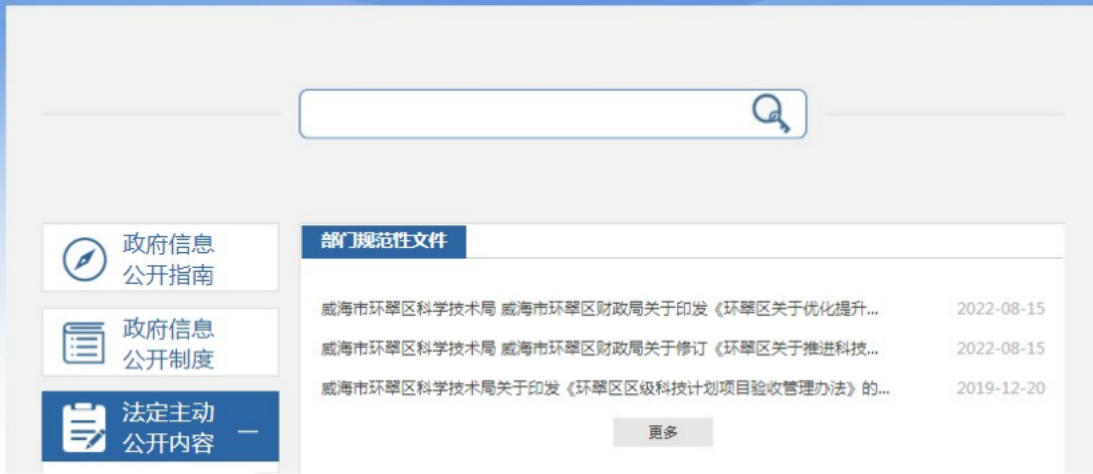 政府信息
公开指南
政府信息
公开制度
法定主动
公开内容
部门规范性文件
威海市环翠区科学技术局 威海市环翠区财政局关于印发《环翠区关于优化提升... 2022-08-15
威海市环翠区科学技术局 威海市环翠区财政局关于修订《环翠区关于推进科技... 2022-08-15
威海市环翠区科学技术局关于印发《环翠区区级科技计划项目验收管理办法》的... 2019-12-20
更多